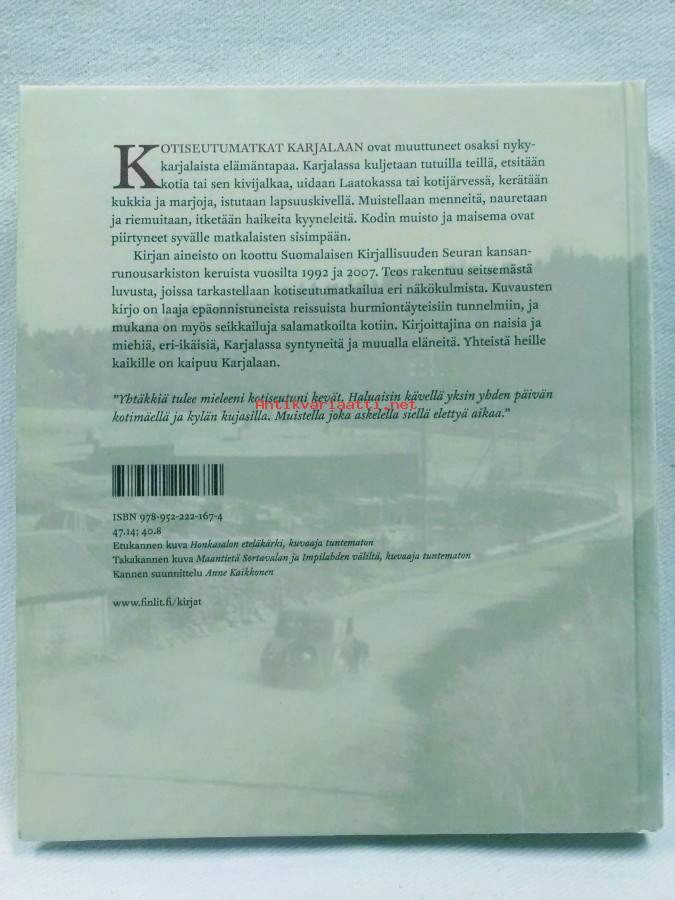 KOTISEUTUMATKAT KARJALAAN ovat muuttuneet osaksi nyky-
karjalaista elämäntapaa. Karjalassa kuljetaan tutuilla teillä, etsitään
kotia tai sen kivijalkaa, uidaan Laatokassa tai kotijärvessä, kerätään
kukkia ja marjoja, istutaan lapsuuskivellä. Muistellaan menneitä, nauretaan
ja riemuitaan, itketään haikeita kyyneleitä. Kodin muisto ja maisema ovat
piirtyneet syvälle matkalaisten sisimpään.
Kirjan aineisto on koottu Suomalaisen Kirjallisuuden Seuran kansan-
runousarkiston keruista vuosilta 1992 ja 2007. Teos rakentuu seitsemästä
luvusta, joissa tarkastellaan kotiseutumatkailua eri näkökulmista. Kuvausten
kirjo on laaja epäonnistuneista reissuista hurmiontäyteisiin tunnelmiin, ja
mukana on myös seikkailuja salamatkoilta kotiin. Kirjoittajina on naisia ja
miehiä, eri-ikäisiä, Karjalassa syntyneitä ja muualla eläneitä. Yhteistä heille
kaikille on kaipuu Karjalaan.
"Yhtäkkiä tulee mieleeni kotiseutuni kevät. Haluaisin kävellä yksin yhden päivän
Antikvariaatti.net
kotimäellä ja kylän kujasilla. Muistella joka askelella siellä elettyä aikaa."
ISBN 978-952-222-167-4
47.14; 40.8
Etukannen kuva Honkasalon eteläkärki, kuvaaja tuntematon
Takakannen kuva Maantietä Sortavalan ja Impilahden väliltä, kuvaaja tuntematon
Kannen suunnittelu Anne Kaikkonen
www.finlit.fi/kirjat